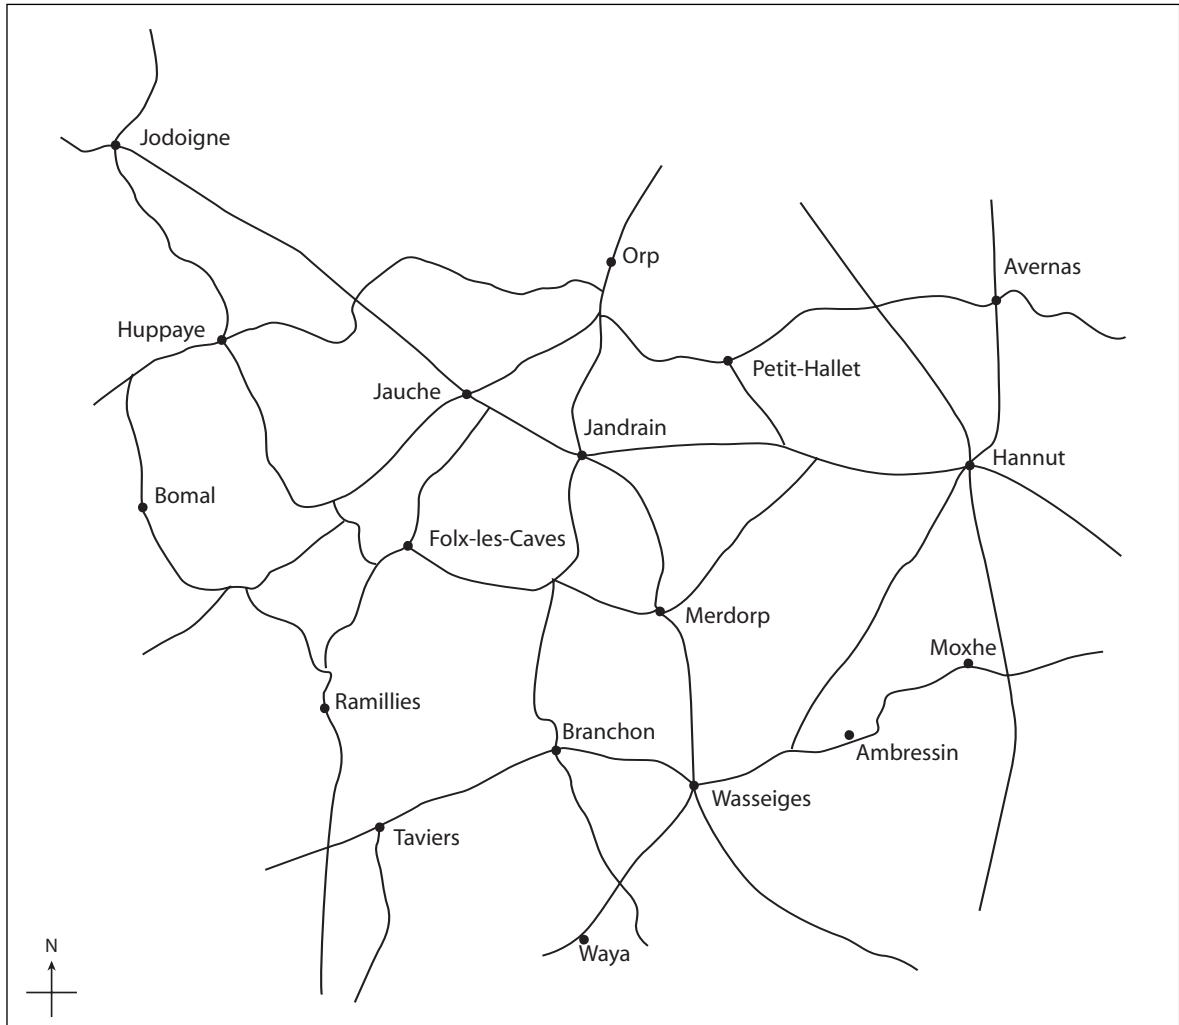 Jodoigne
Orp
Avernas
Huppaye
Petit-Hallet
Jauche
Jandrain
Hannut
Bomal
Folx-les-Caves
Merdorp
Moxhe
Ramillies
Branchon
Ambressin
Wasseiges
Taviers
N
Waya